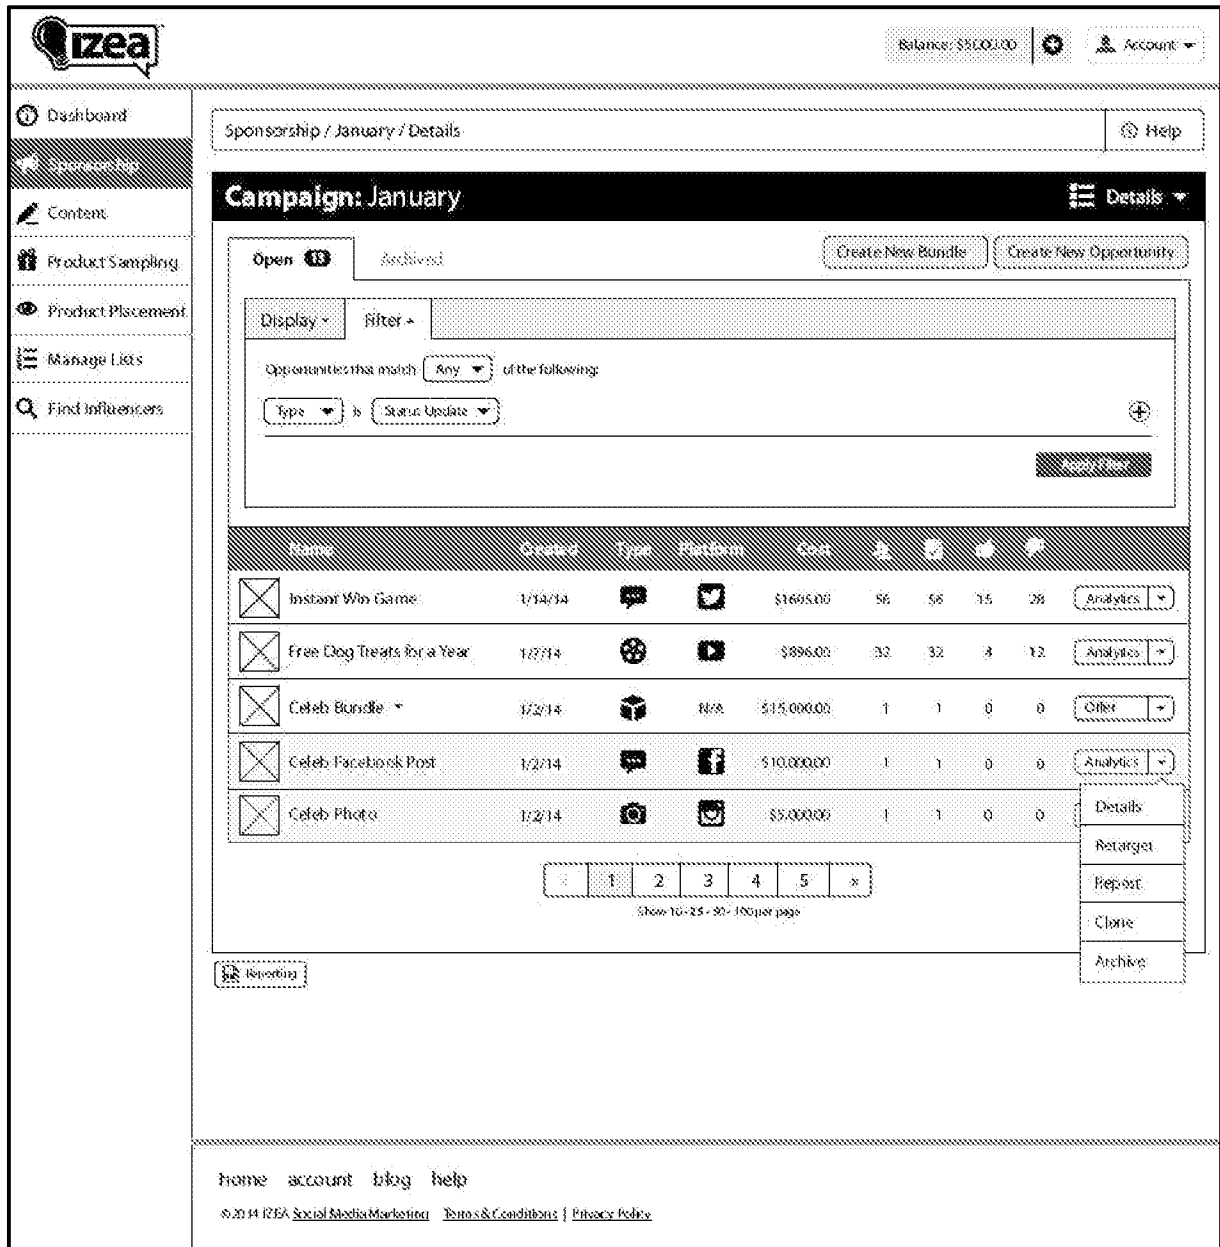 izea
Balance: $5000.00 Account
Dashboard
Sponsorship
Content
Product Sampling
Product Placement
Manage Lists
Find Influencers
Sponsorship / January / Details Help
Campaign: January Details
Open 13 Archived Create New Bundle Create New Opportunity
Display Filter
Opportunities that match Any of the following:
Type is Status Update
Apply Filter
Name Created Type Platform Cost
Instant Win Game 1/14/14 $1695.00 56 56 15 28 Analytics
Free Dog Treats for a Year 1/7/14 $896.00 32 32 4 12 Analytics
Celeb Bundle 1/2/14 N/A $15,000.00 1 1 0 0 Offer
Celeb Facebook Post 1/2/14 $10,000.00 1 1 0 0 Analytics
Celeb Photo 1/2/14 $5,000.00 1 1 0 0
Details
Retarget
Repost
Clone
Archive
« 1 2 3 4 5 »
Show 10 - 25 - 50 - 100 per page
Reporting
home account blog help
© 2014 IZEA Social Media Marketing Terms & Conditions | Privacy Policy